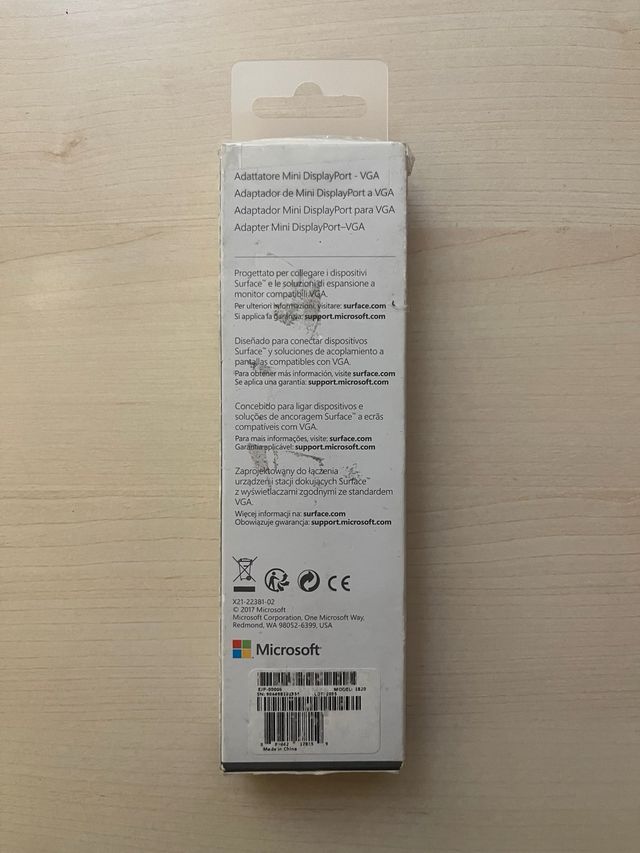 Adattatore Mini DisplayPort - VGA
Adaptador de Mini DisplayPort a VGA
Adaptador Mini DisplayPort para VGA
Adapter Mini DisplayPort–VGA
Progettato per collegare i dispositivi
Surface™ e le soluzioni di espansione a
monitor compatibili VGA.
Per ulteriori informazioni, visitare: surface.com
Si applica la garanzia: support.microsoft.com
Diseñado para conectar dispositivos
Surface™ y soluciones de acoplamiento a
pantallas compatibles con VGA.
Para obtener más información, visite surface.com
Se aplica una garantía: support.microsoft.com
Concebido para ligar dispositivos e
soluções de ancoragem Surface™ a ecrãs
compatíveis com VGA.
Para mais informações, visite: surface.com
Garantia aplicável: support.microsoft.com
Zaprojektowany do łączenia
urządzeń i stacji dokujących Surface™
z wyświetlaczami zgodnymi ze standardem
VGA.
Więcej informacji na: surface.com
Obowiązuje gwarancja: support.microsoft.com
CE
X21-22381-02
© 2017 Microsoft
Microsoft Corporation, One Microsoft Way,
Redmond, WA 98052-6399, USA
Microsoft
MODEL: 1820
SN:
Made in China